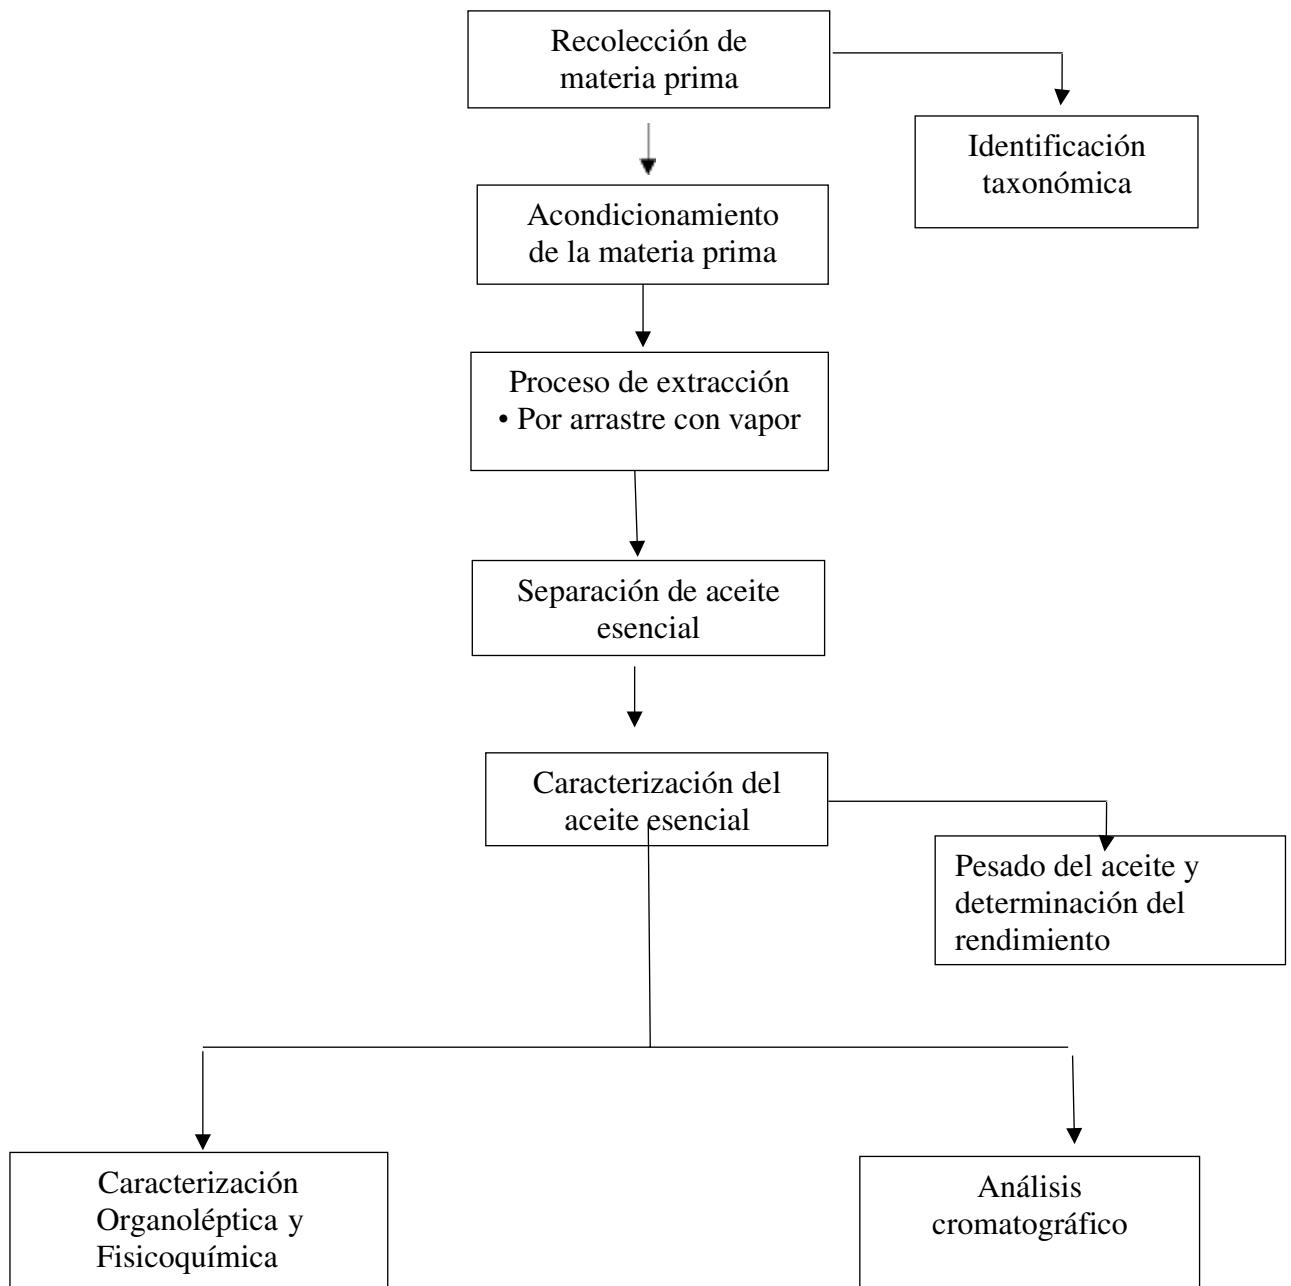 Recolección de
materia prima
Identificación
taxonómica
Acondicionamiento
de la materia prima
Proceso de extracción
• Por arrastre con vapor
Separación de aceite
esencial
Caracterización del
aceite esencial
Pesado del aceite y
determinación del
rendimiento
Caracterización
Organoléptica y
Fisicoquímica
Análisis
cromatográfico